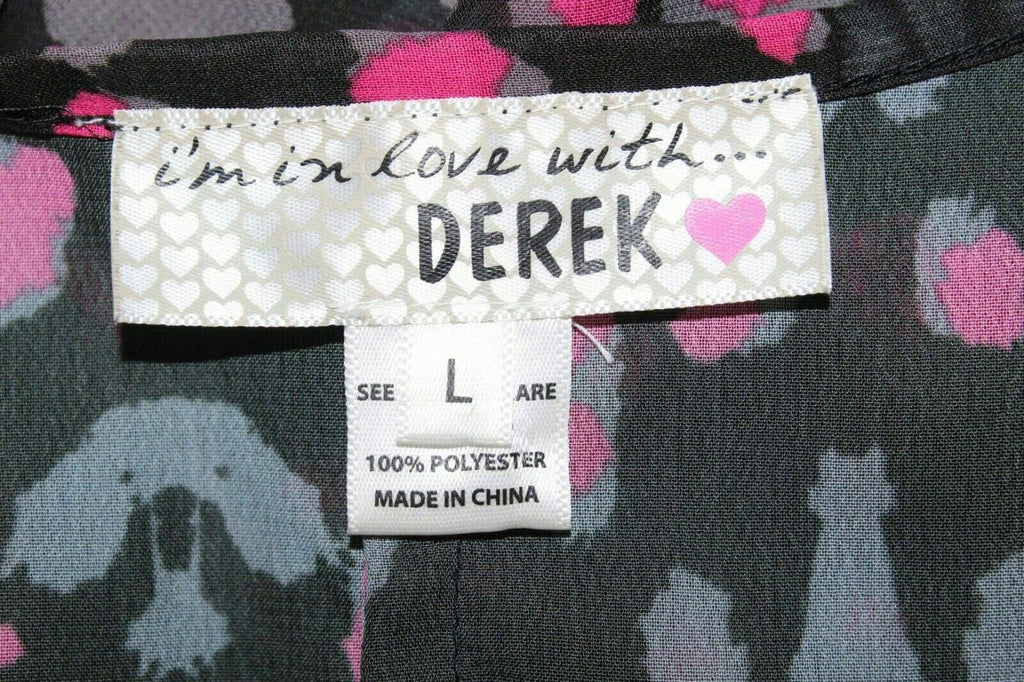 i'm in love with...
DEREK
SEE L ARE
100% POLYESTER
MADE IN CHINA